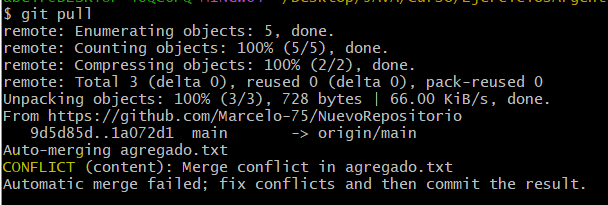 $ git pull
remote: Enumerating objects: 5, done.
remote: Counting objects: 100% (5/5), done.
remote: Compressing objects: 100% (2/2), done.
remote: Total 3 (delta 0), reused 0 (delta 0), pack-reused 0
Unpacking objects: 100% (3/3), 728 bytes | 66.00 KiB/s, done.
From https://github.com/Marcelo-75/NuevoRepositorio
   9d5d85d..1a072d1  main       -> origin/main
Auto-merging agregado.txt
CONFLICT (content): Merge conflict in agregado.txt
Automatic merge failed; fix conflicts and then commit the result.